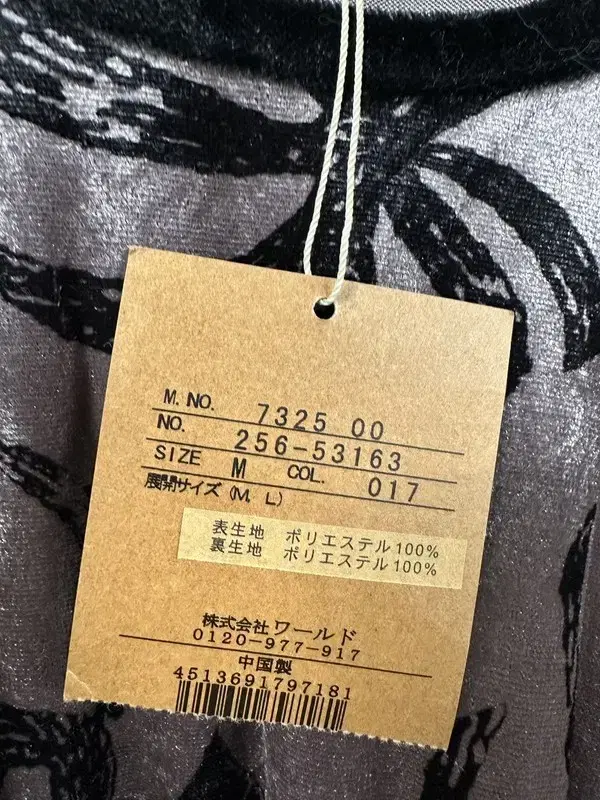 M. NO. 7325 00
NO. 256-53163
SIZE M COL. 017
展開サイズ (M, L)
表生地 ポリエステル100%
裏生地 ポリエステル100%
株式会社ワールド
0120-977-917
中国製
4513691797181